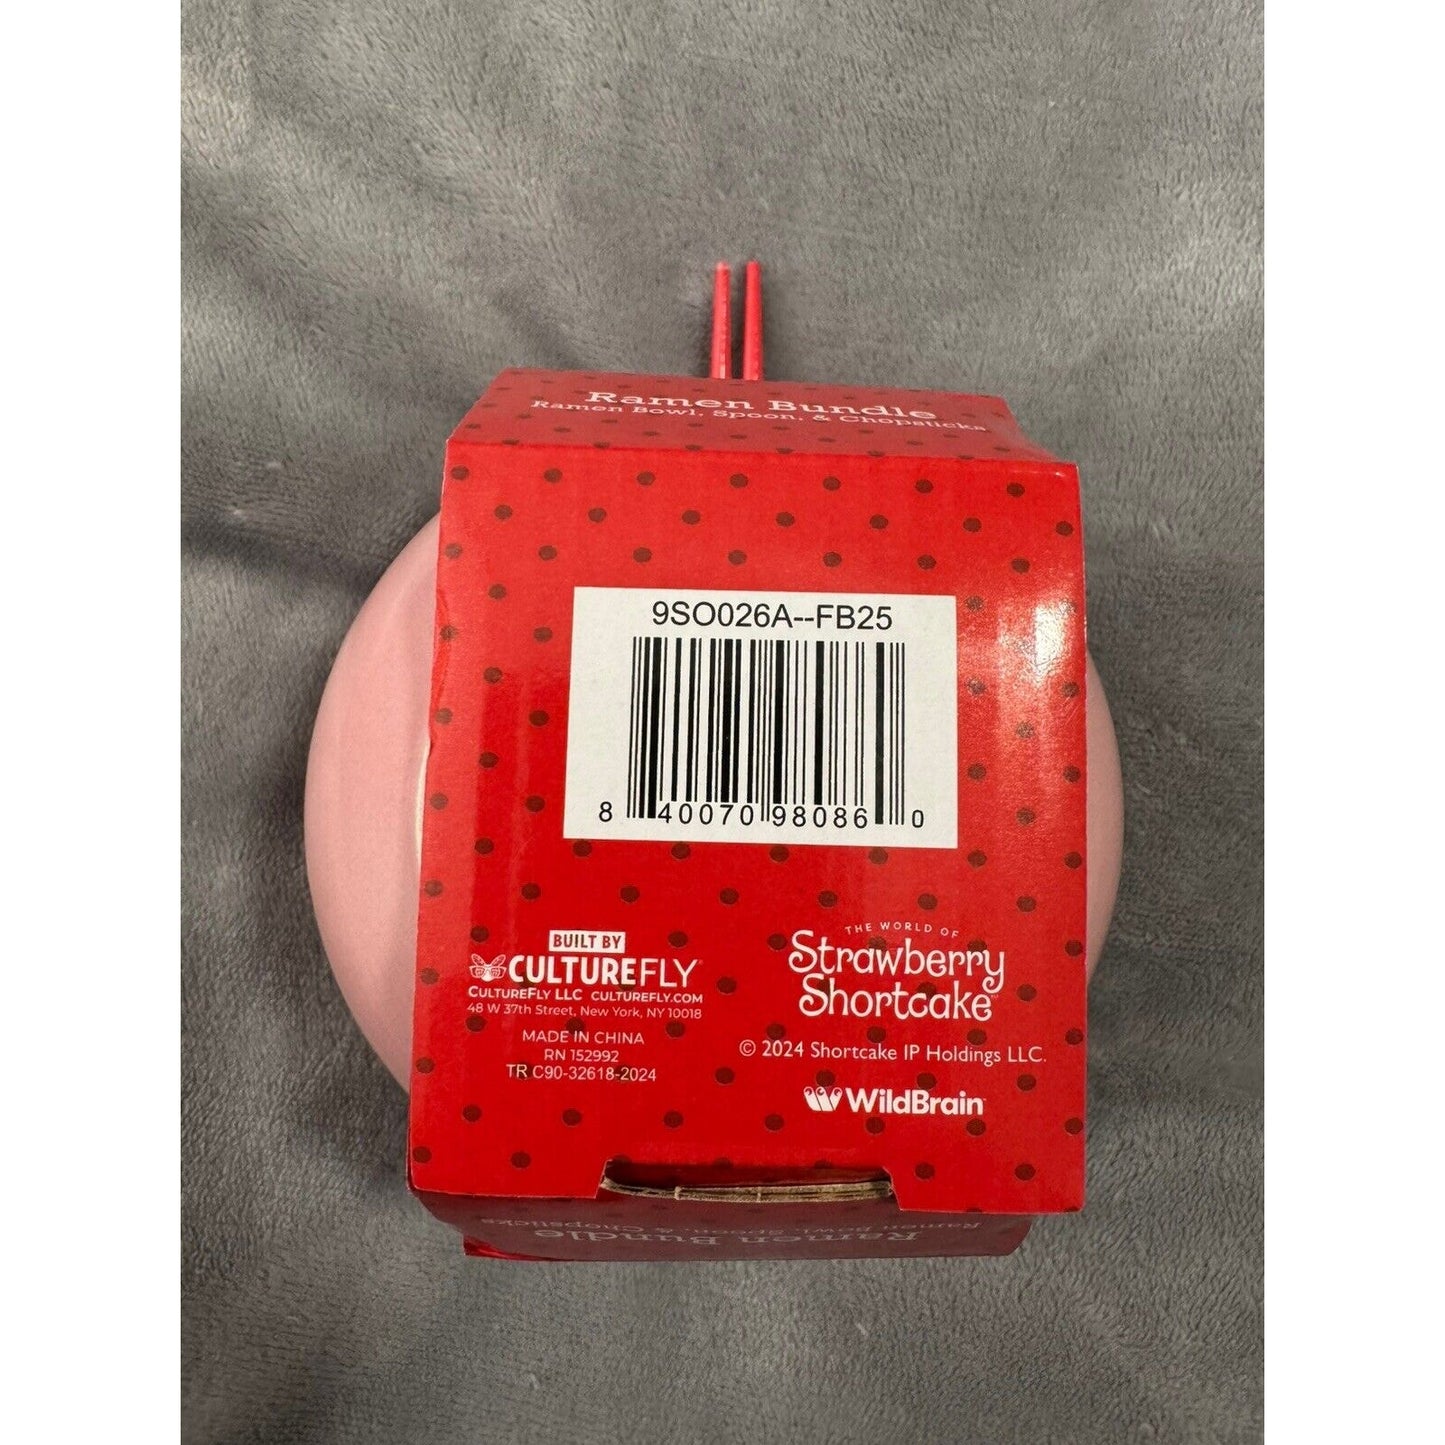 Ramen Bundle
Ramen Bowl, Spoon, & Chopsticks
9SO026A--FB25
8 40070 98086 0
BUILT BY
CULTUREFLY
CULTUREFLY LLC CULTUREFLY.COM
48 W 37th Street, New York, NY 10018
MADE IN CHINA
RN 152992
TR C90-32618-2024
THE WORLD OF
Strawberry
Shortcake™
© 2024 Shortcake IP Holdings LLC.
WildBrain
Ramen Bundle
Ramen Bowl, Spoon, & Chopsticks